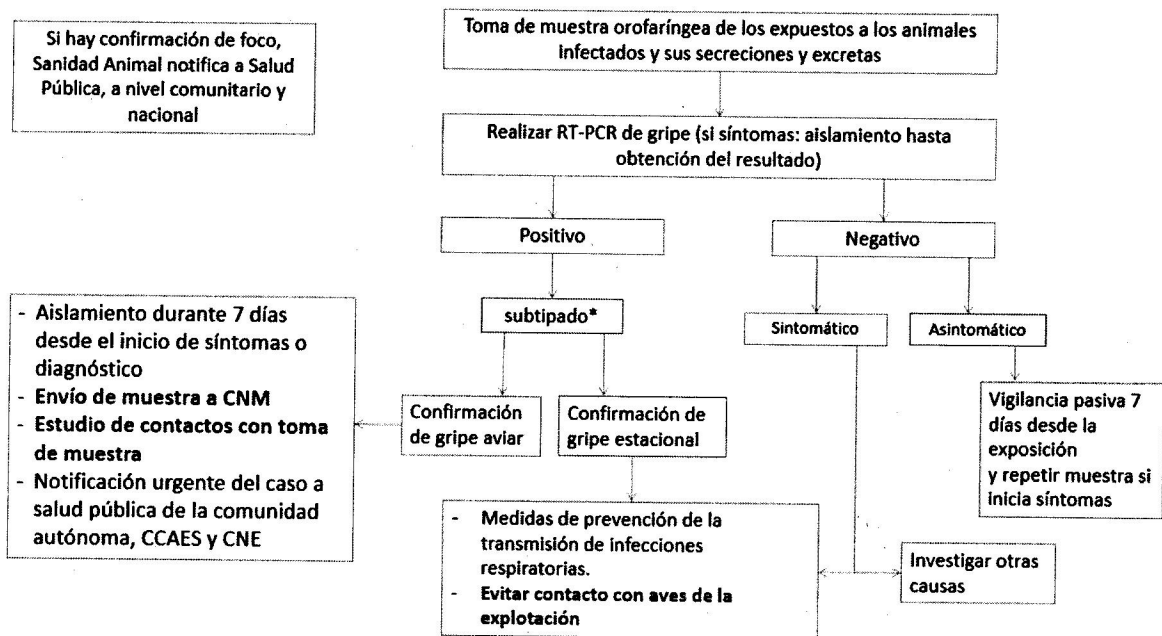 Si hay confirmación de foco,
Sanidad Animal notifica a Salud
Pública, a nivel comunitario y
nacional
Toma de muestra orofaríngea de los expuestos a los animales
infectados y sus secreciones y excretas
Realizar RT-PCR de gripe (si síntomas: aislamiento hasta
obtención del resultado)
Positivo
Negativo
subtipado*
Sintomático
Asintomático
- Aislamiento durante 7 días
desde el inicio de síntomas o
diagnóstico
- Envío de muestra a CNM
- Estudio de contactos con toma
de muestra
- Notificación urgente del caso a
salud pública de la comunidad
autónoma, CCAES y CNE
Confirmación
de gripe aviar
Confirmación de
gripe estacional
Vigilancia pasiva 7
días desde la
exposición
y repetir muestra si
inicia síntomas
- Medidas de prevención de la
transmisión de infecciones
respiratorias.
- Evitar contacto con aves de la
explotación
Investigar otras
causas